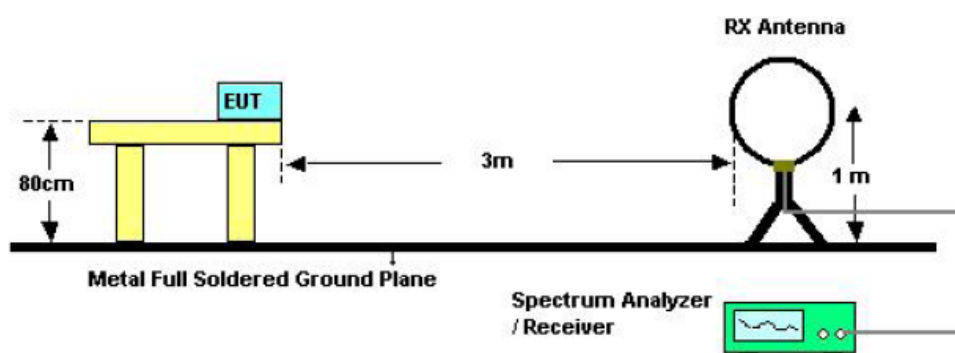 RX Antenna
EUT
3m
80cm
1 m
Metal Full Soldered Ground Plane
Spectrum Analyzer
/ Receiver